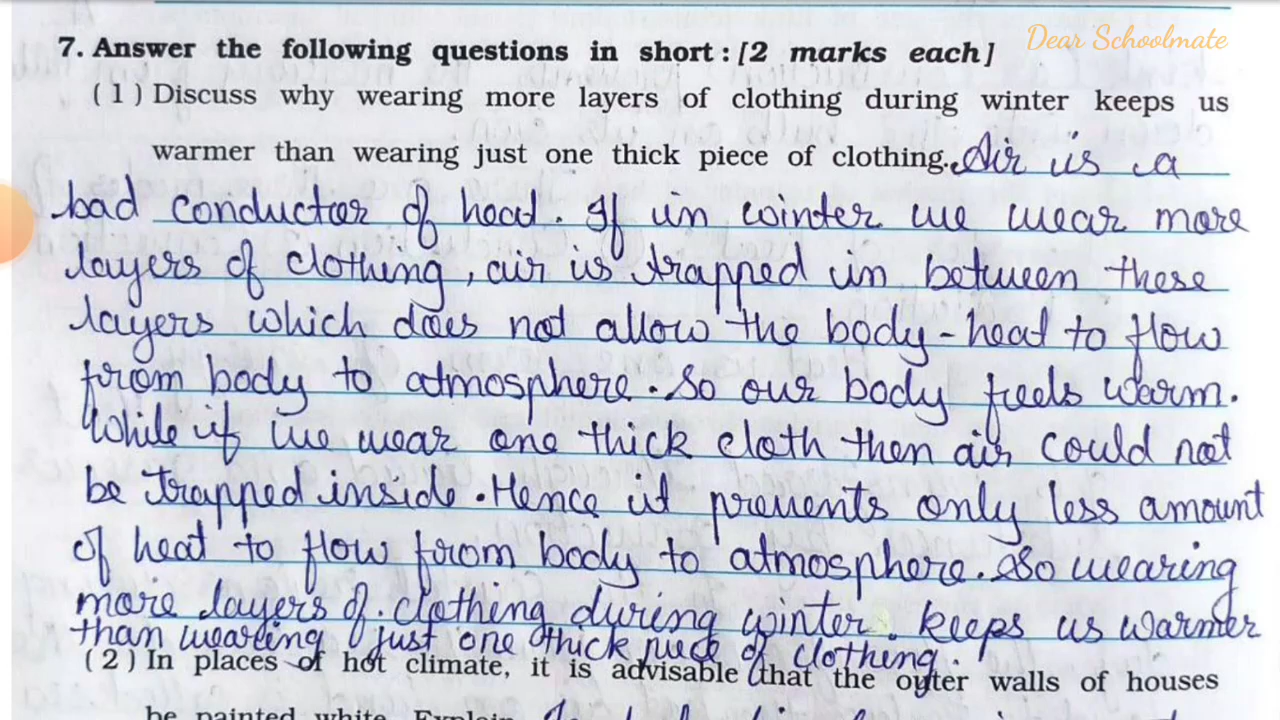 Dear Schoolmate
7. Answer the following questions in short : [2 marks each]
(1) Discuss why wearing more layers of clothing during winter keeps us
warmer than wearing just one thick piece of clothing. Air is a
bad conductor of heat. If in winter we wear more
layers of clothing, air is trapped in between these
layers which does not allow the body-heat to flow
from body to atmosphere. So our body feels warm.
While if we wear one thick cloth then air could not
be trapped inside. Hence it prevents only less amount
of heat to flow from body to atmosphere. So wearing
more layers of clothing during winter keeps us warmer
than wearing just one thick piece of clothing.
(2) In places of hot climate, it is advisable that the outer walls of houses
be painted white. Explain